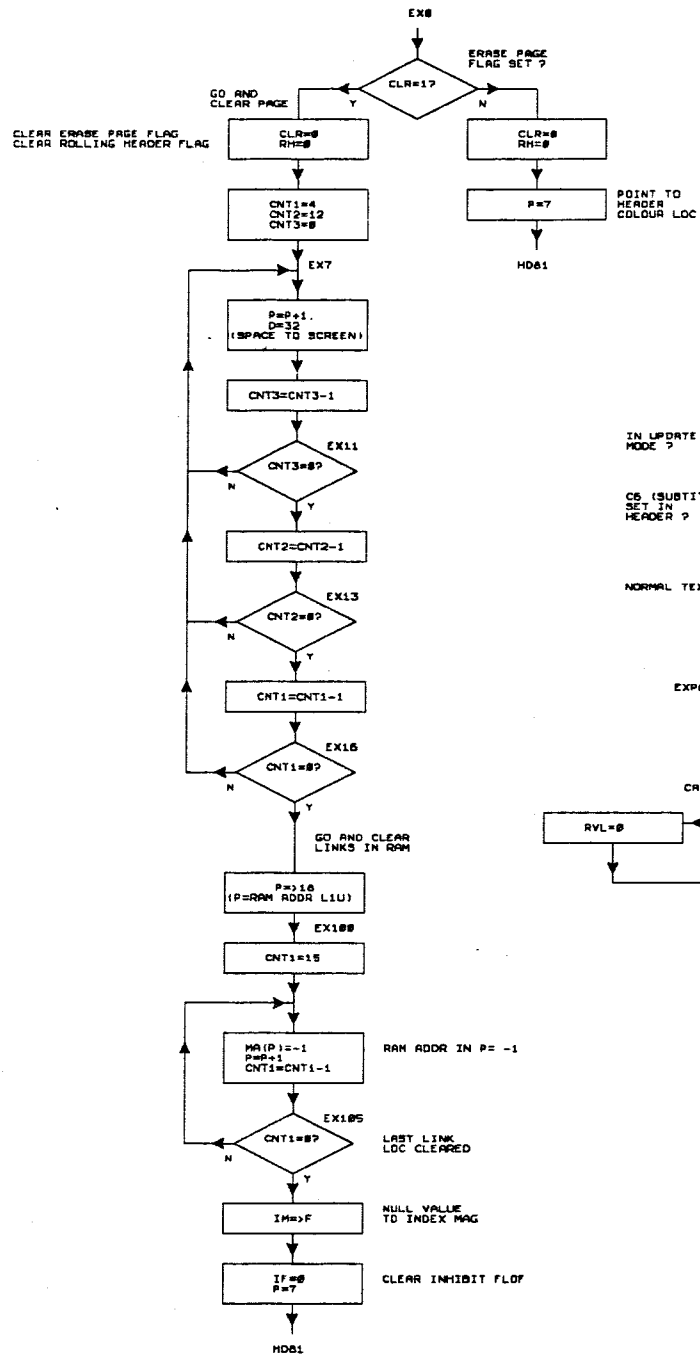 EX0
ERASE PAGE
FLAG SET ?
CLR=1?
Y
N
GO AND
CLEAR PAGE
CLEAR ERASE PAGE FLAG
CLEAR ROLLING HEADER FLAG
CLR=0
RH=0
CLR=0
RH=0
CNT1=4
CNT2=12
CNT3=0
P=7
POINT TO
HEADER
COLOUR LOC
EX7
HD81
P=P+1.
D=32
(SPACE TO SCREEN)
CNT3=CNT3-1
EX11
CNT3=0?
N
Y
IN UPDATE
MODE ?
C6 (SUBTIT
SET IN
HEADER ?
CNT2=CNT2-1
EX13
CNT2=0?
N
Y
NORMAL TEX
CNT1=CNT1-1
EXP
EX16
CNT1=0?
N
Y
CA
RVL=0
GO AND CLEAR
LINKS IN RAM
P=>16
(P=RAM ADDR L1U)
EX100
CNT1=15
MA(P)=-1
P=P+1
CNT1=CNT1-1
RAM ADDR IN P= -1
EX105
CNT1=0?
N
Y
LAST LINK
LOC CLEARED
IM=>F
NULL VALUE
TO INDEX MAG
IF=0
P=7
CLEAR INHIBIT FLOF
HD81